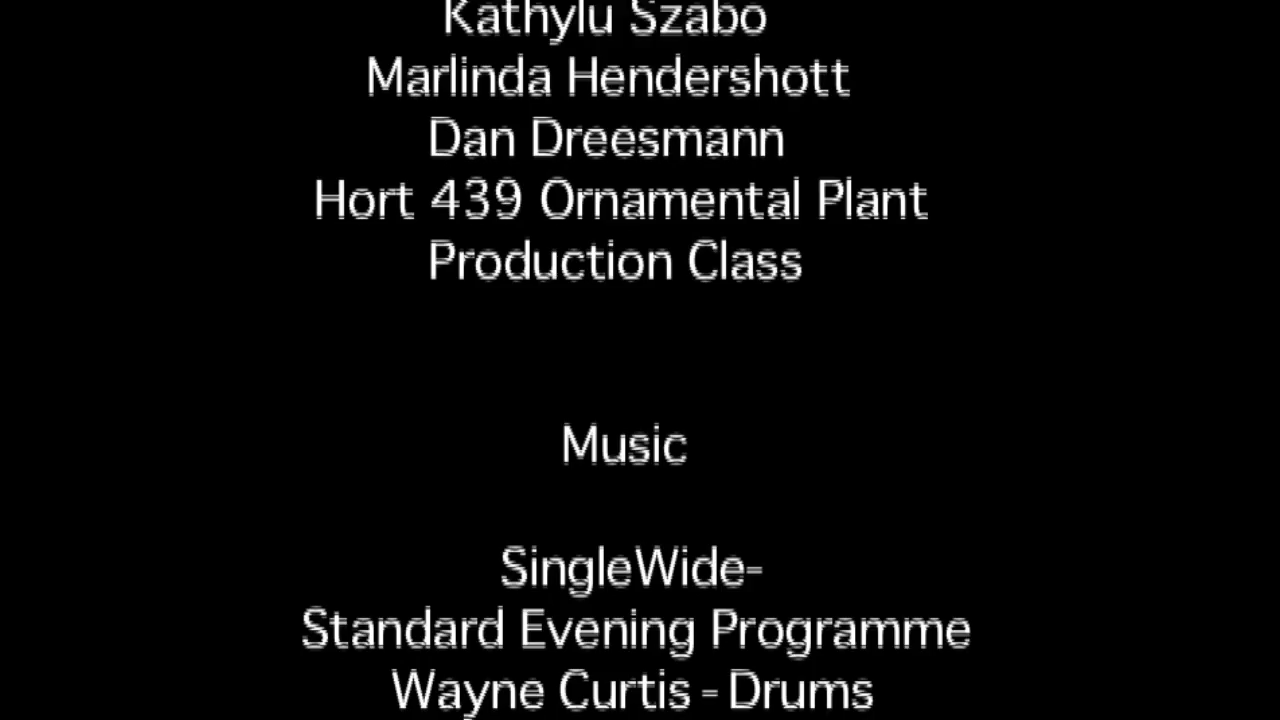 Kathylu Szabo
Marlinda Hendershott
Dan Dreesmann
Hort 439 Ornamental Plant
Production Class
Music
SingleWide-
Standard Evening Programme
Wayne Curtis - Drums